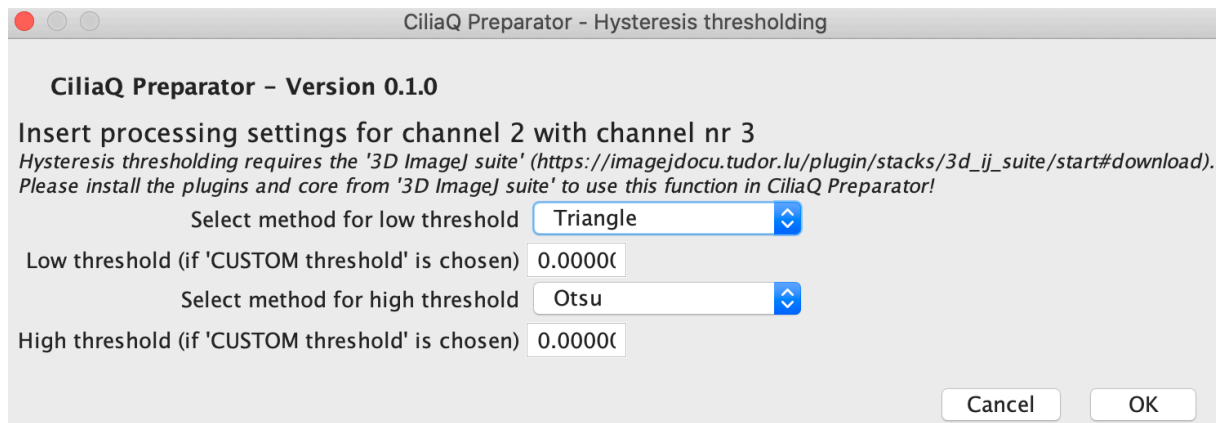 CiliaQ Preparator - Hysteresis thresholding
CiliaQ Preparator – Version 0.1.0
Insert processing settings for channel 2 with channel nr 3
Hysteresis thresholding requires the '3D ImageJ suite' (https://imagejdocu.tudor.lu/plugin/stacks/3d_ij_suite/start#download).
Please install the plugins and core from '3D ImageJ suite' to use this function in CiliaQ Preparator!
Select method for low threshold Triangle
Low threshold (if 'CUSTOM threshold' is chosen) 0.0000(
Select method for high threshold Otsu
High threshold (if 'CUSTOM threshold' is chosen) 0.0000(
Cancel OK